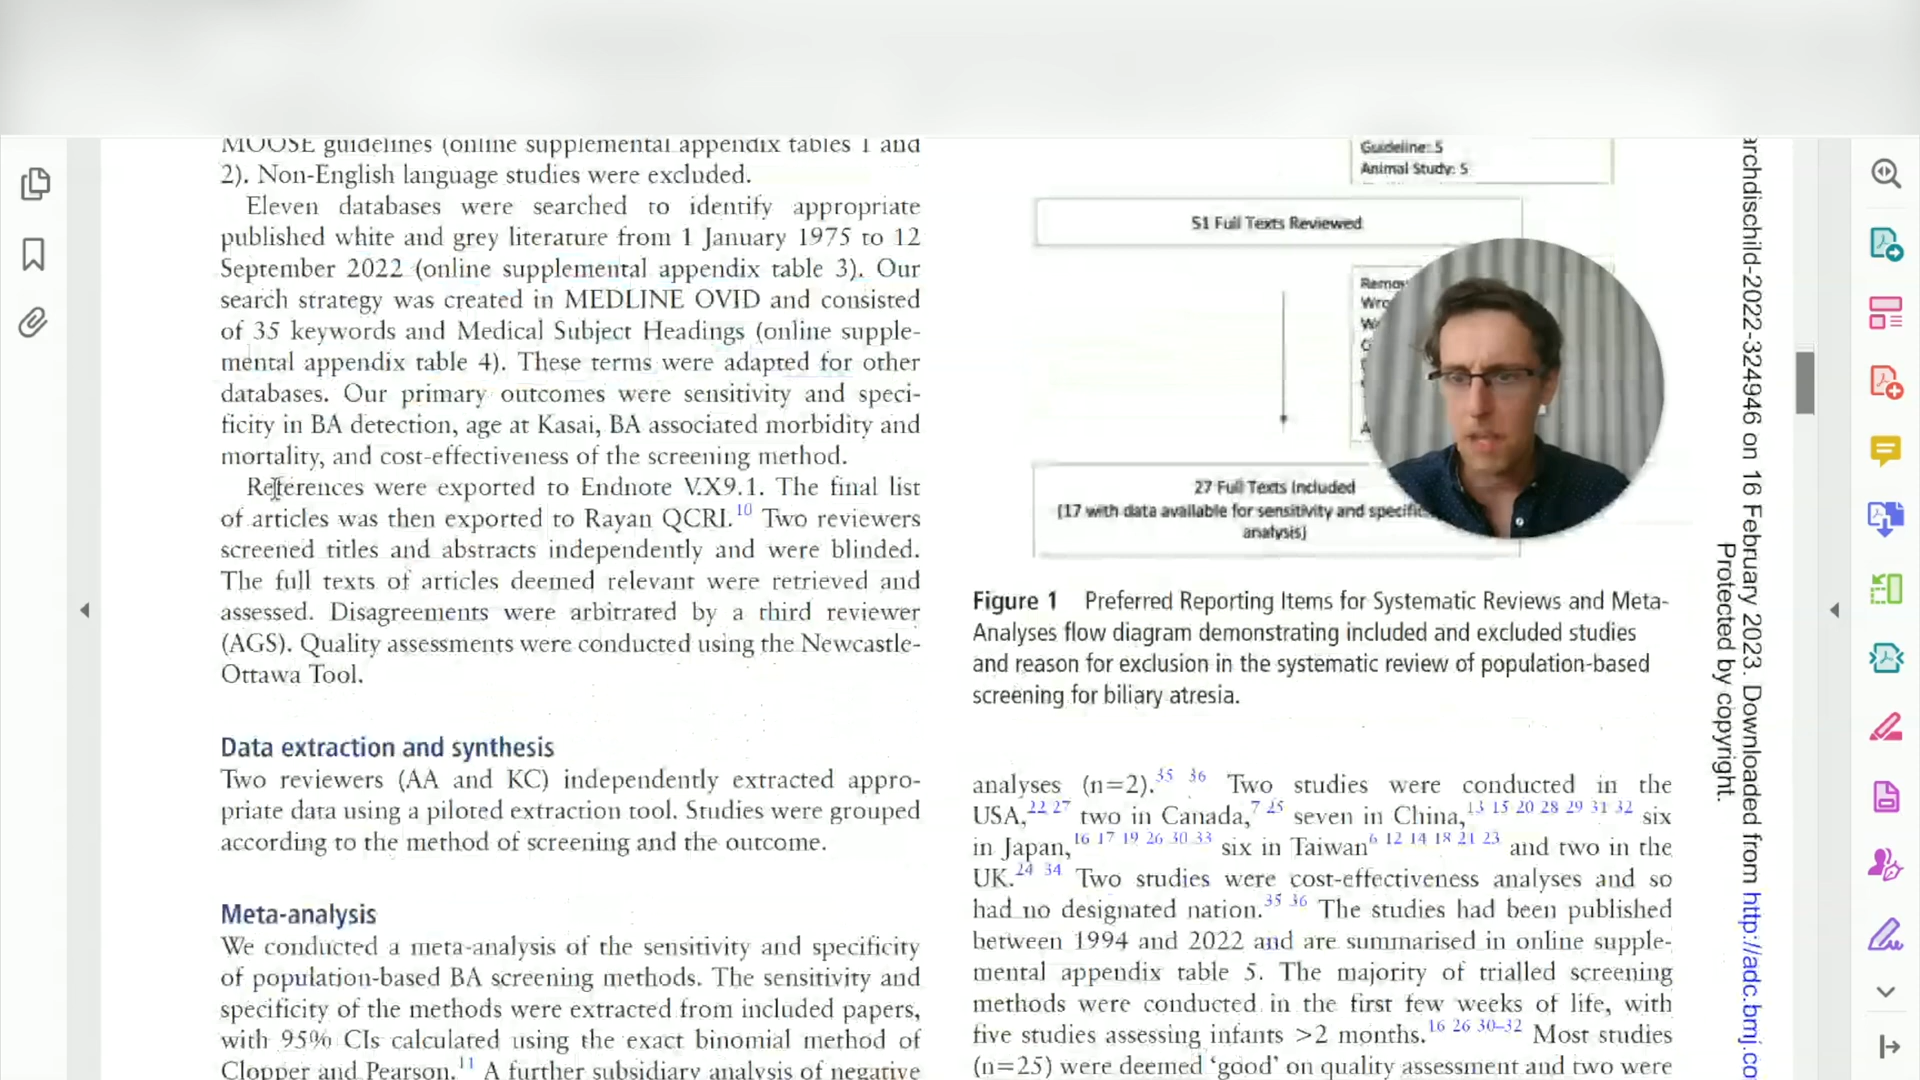 MOOSE guidelines (online supplemental appendix tables 1 and
2). Non-English language studies were excluded.
Eleven databases were searched to identify appropriate
published white and grey literature from 1 January 1975 to 12
September 2022 (online supplemental appendix table 3). Our
search strategy was created in MEDLINE OVID and consisted
of 35 keywords and Medical Subject Headings (online supple-
mental appendix table 4). These terms were adapted for other
databases. Our primary outcomes were sensitivity and speci-
ficity in BA detection, age at Kasai, BA associated morbidity and
mortality, and cost-effectiveness of the screening method.
References were exported to Endnote V.X9.1. The final list
of articles was then exported to Rayan QCRI.10 Two reviewers
screened titles and abstracts independently and were blinded.
The full texts of articles deemed relevant were retrieved and
assessed. Disagreements were arbitrated by a third reviewer
(AGS). Quality assessments were conducted using the Newcastle-
Ottawa Tool.
Data extraction and synthesis
Two reviewers (AA and KC) independently extracted appro-
priate data using a piloted extraction tool. Studies were grouped
according to the method of screening and the outcome.
Meta-analysis
We conducted a meta-analysis of the sensitivity and specificity
of population-based BA screening methods. The sensitivity and
specificity of the methods were extracted from included papers,
with 95% CIs calculated using the exact binomial method of
Clopper and Pearson.11 A further subsidiary analysis of negative
Guideline: 5
Animal Study: 5
51 Full Texts Reviewed
27 Full Texts Included
(17 with data available for sensitivity and
analysis)
Figure 1 Preferred Reporting Items for Systematic Reviews and Meta-
Analyses flow diagram demonstrating included and excluded studies
and reason for exclusion in the systematic review of population-based
screening for biliary atresia.
analyses (n=2).35 36 Two studies were conducted in the
USA,22 27 two in Canada,7 25 seven in China,13 15 20 28 29 31 32 six
in Japan,16 17 19 26 30 33 six in Taiwan6 12 14 18 21 23 and two in the
UK.24 34 Two studies were cost-effectiveness analyses and so
had no designated nation.35 36 The studies had been published
between 1994 and 2022 and are summarised in online supple-
mental appendix table 5. The majority of trialled screening
methods were conducted in the first few weeks of life, with
five studies assessing infants >2 months.16 26 30–32 Most studies
(n=25) were deemed 'good' on quality assessment and two were
archdischild-2022-324946 on 16 February 2023. Downloaded from http://adc.bmj.co
Protected by copyright.